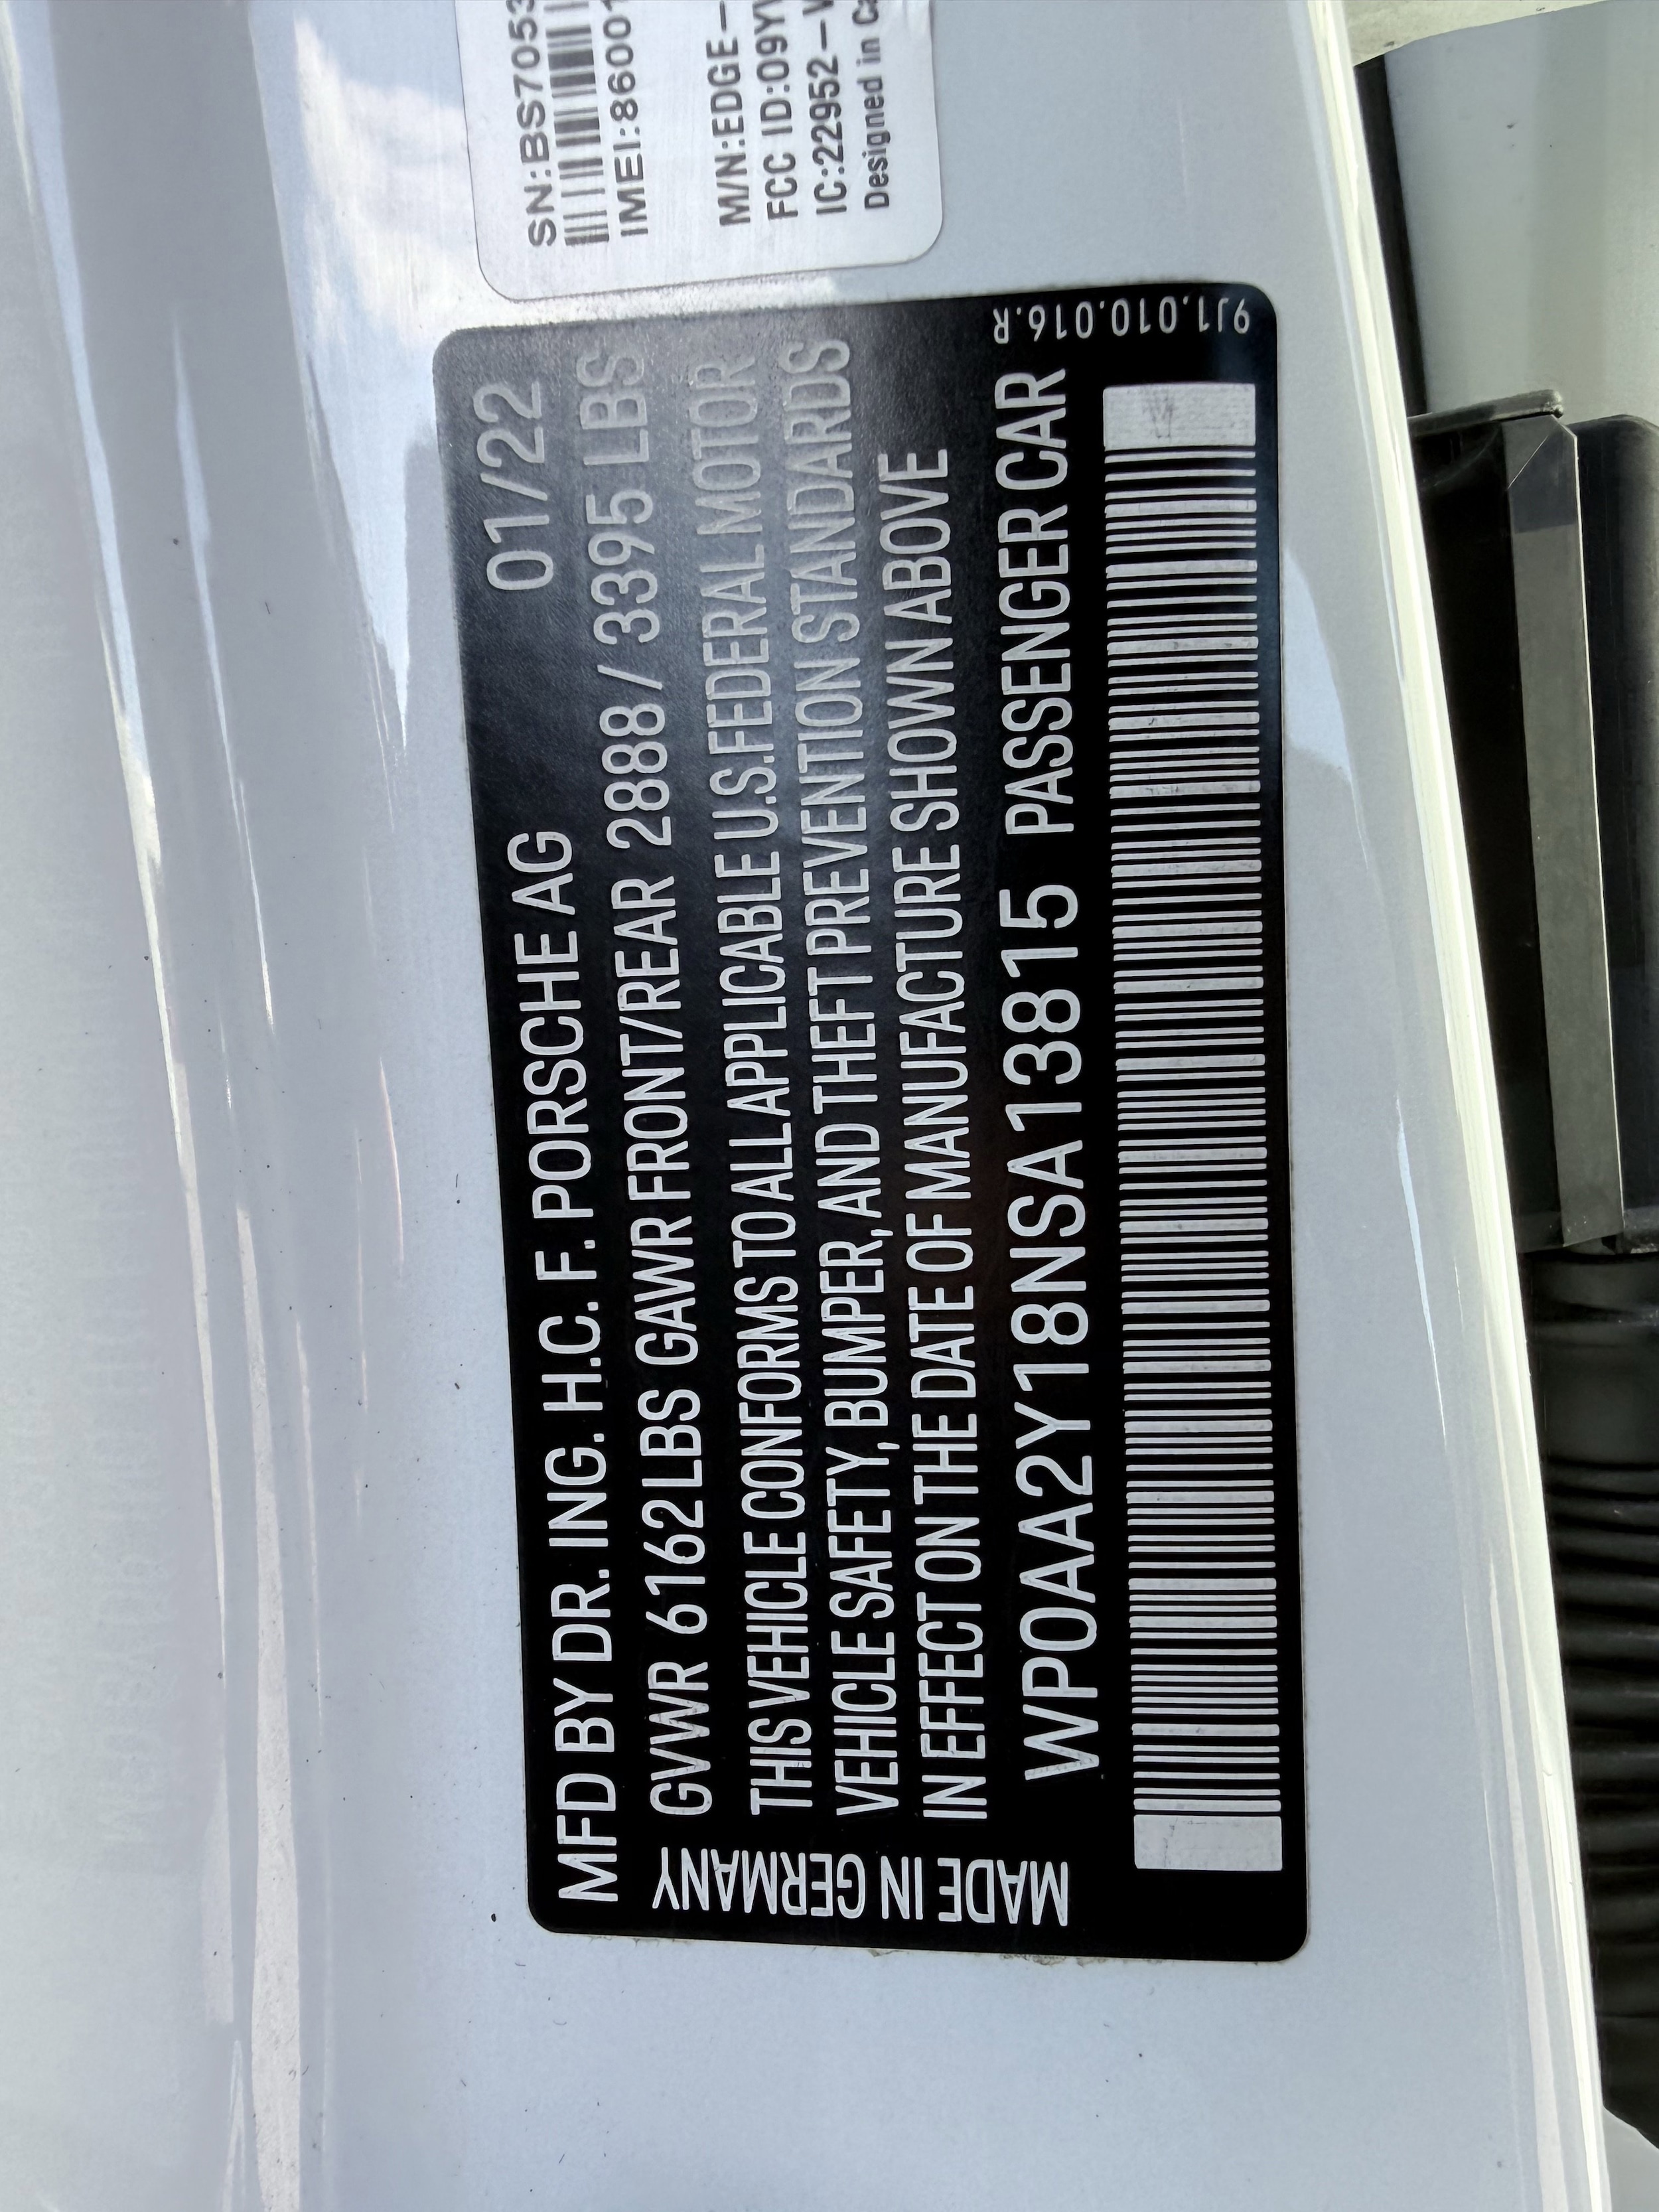 MFD BY DR. ING. H.C. F. PORSCHE AG 01/22
GVWR 6162LBS GAWR FRONT/REAR 2888 / 3395 LBS
THIS VEHICLE CONFORMS TO ALL APPLICABLE U.S.FEDERAL MOTOR
VEHICLE SAFETY, BUMPER, AND THEFT PREVENTION STANDARDS
IN EFFECT ON THE DATE OF MANUFACTURE SHOWN ABOVE
WP0AA2Y18NSA13815 PASSENGER CAR
MADE IN GERMANY
9J1.010.016.R
SN:BS7053
IMEI:86001
M/N:EDGE-
FCC ID:O9YV
IC:22952-V
Designed in Ca